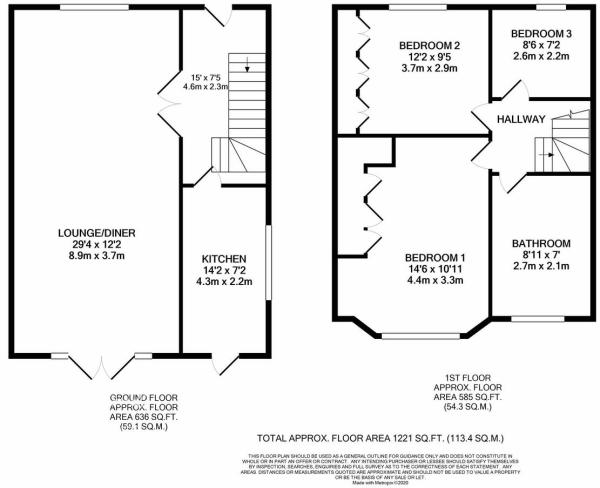 15' x 7'5
4.6m x 2.3m
LOUNGE/DINER
29'4 x 12'2
8.9m x 3.7m
KITCHEN
14'2 x 7'2
4.3m x 2.2m
GROUND FLOOR
APPROX. FLOOR
AREA 636 SQ.FT.
(59.1 SQ.M.)
BEDROOM 2
12'2 x 9'5
3.7m x 2.9m
BEDROOM 3
8'6 x 7'2
2.6m x 2.2m
HALLWAY
BEDROOM 1
14'6 x 10'11
4.4m x 3.3m
BATHROOM
8'11 x 7'
2.7m x 2.1m
1ST FLOOR
APPROX. FLOOR
AREA 585 SQ.FT.
(54.3 SQ.M.)
TOTAL APPROX. FLOOR AREA 1221 SQ.FT. (113.4 SQ.M.)
THIS FLOOR PLAN SHOULD BE USED AS A GENERAL OUTLINE FOR GUIDANCE ONLY AND DOES NOT CONSTITUTE IN
WHOLE OR IN PART AN OFFER OR CONTRACT. ANY INTENDING PURCHASER OR LESSEE SHOULD SATISFY THEMSELVES
BY INSPECTION, SEARCHES, ENQUIRIES AND FULL SURVEY AS TO THE CORRECTNESS OF EACH STATEMENT. ANY
AREAS, DISTANCES OR MEASUREMENTS QUOTED ARE APPROXIMATE AND SHOULD NOT BE USED TO VALUE A PROPERTY
OR BE THE BASIS OF ANY SALE OR LET.
Made with Metropix ©2020